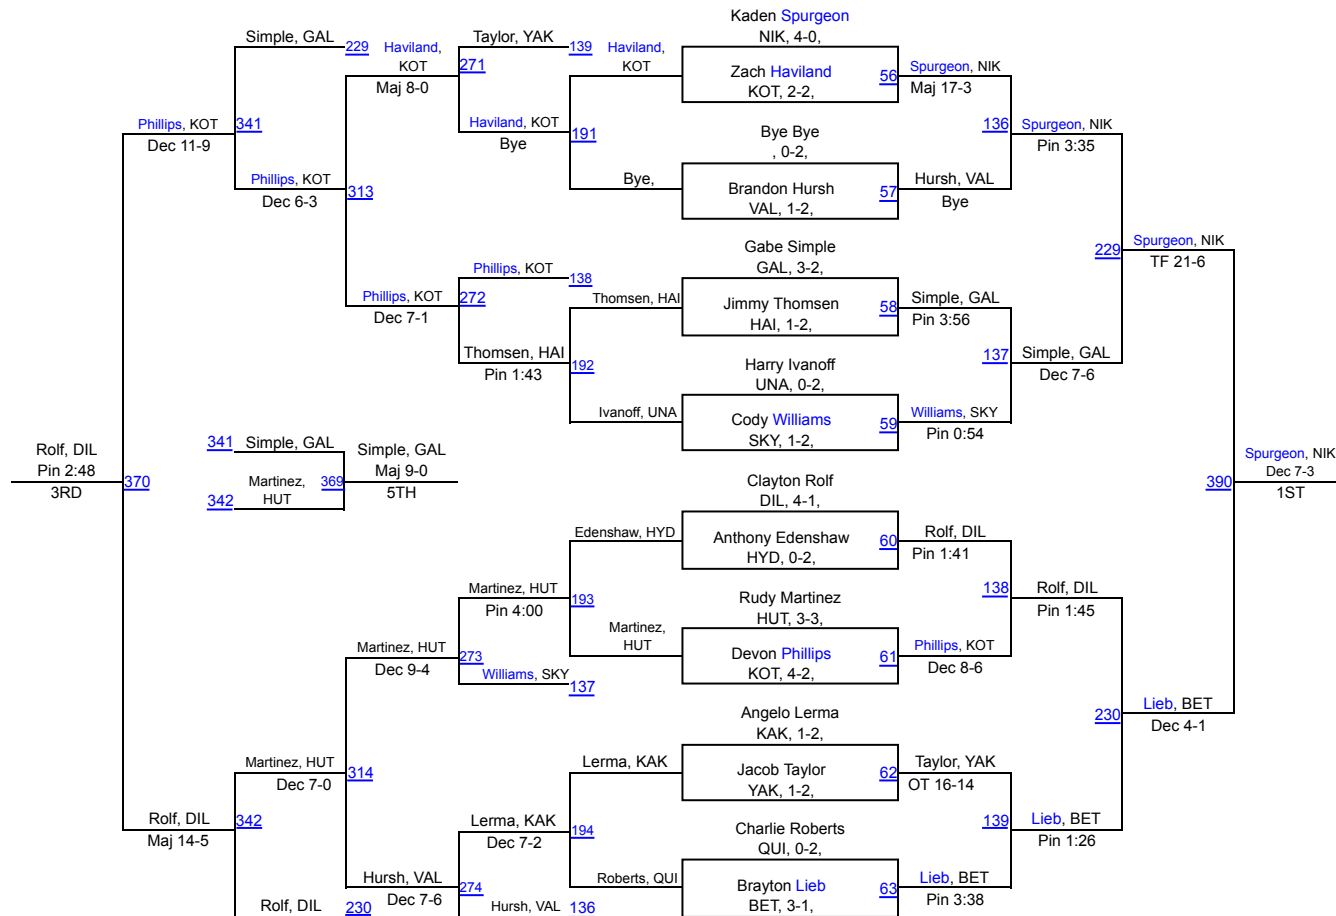 Kaden Spurgeon
NIK, 4-0,
Simple, GAL
229
Haviland,
KOT
Maj 8-0
Taylor, YAK
139
271
Haviland,
KOT
Zach Haviland
KOT, 2-2,
56
Spurgeon, NIK
Maj 17-3
Phillips, KOT
Dec 11-9
341
Haviland, KOT
Bye
191
Bye Bye
, 0-2,
136
Spurgeon, NIK
Pin 3:35
Phillips, KOT
Dec 6-3
313
Bye,
Brandon Hursh
VAL, 1-2,
57
Hursh, VAL
Bye
Gabe Simple
GAL, 3-2,
229
Spurgeon, NIK
TF 21-6
Phillips, KOT
138
Phillips, KOT
Dec 7-1
272
Thomsen, HAI
Jimmy Thomsen
HAI, 1-2,
58
Simple, GAL
Pin 3:56
Thomsen, HAI
Pin 1:43
192
Harry Ivanoff
UNA, 0-2,
137
Simple, GAL
Dec 7-6
Ivanoff, UNA
Cody Williams
SKY, 1-2,
59
Williams, SKY
Pin 0:54
Rolf, DIL
Pin 2:48
3RD
370
341
Simple, GAL
342
Martinez,
HUT
369
Simple, GAL
Maj 9-0
5TH
Clayton Rolf
DIL, 4-1,
390
Spurgeon, NIK
Dec 7-3
1ST
Edenshaw, HYD
Anthony Edenshaw
HYD, 0-2,
60
Rolf, DIL
Pin 1:41
Martinez, HUT
Pin 4:00
193
Rudy Martinez
HUT, 3-3,
138
Rolf, DIL
Pin 1:45
Martinez, HUT
Dec 9-4
273
Williams, SKY
137
Martinez,
HUT
Devon Phillips
KOT, 4-2,
61
Phillips, KOT
Dec 8-6
Angelo Lerma
KAK, 1-2,
230
Lieb, BET
Dec 4-1
Martinez, HUT
Dec 7-0
314
Lerma, KAK
Jacob Taylor
YAK, 1-2,
62
Taylor, YAK
OT 16-14
Rolf, DIL
Maj 14-5
342
Lerma, KAK
Dec 7-2
194
Charlie Roberts
QUI, 0-2,
139
Lieb, BET
Pin 1:26
Hursh, VAL
Dec 7-6
274
Roberts, QUI
Brayton Lieb
BET, 3-1,
63
Lieb, BET
Pin 3:38
Rolf, DIL
230
Hursh, VAL
136